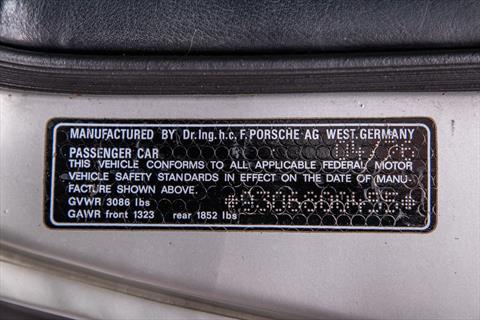 MANUFACTURED BY Dr.Ing.h.c.F.PORSCHE AG WEST.GERMANY
PASSENGER CAR
THIS VEHICLE CONFORMS TO ALL APPLICABLE FEDERAL MOTOR
VEHICLE SAFETY STANDARDS IN EFFECT ON THE DATE OF MANU-
FACTURE SHOWN ABOVE.
GVWR 3086 lbs
GAWR front 1323 rear 1852 lbs